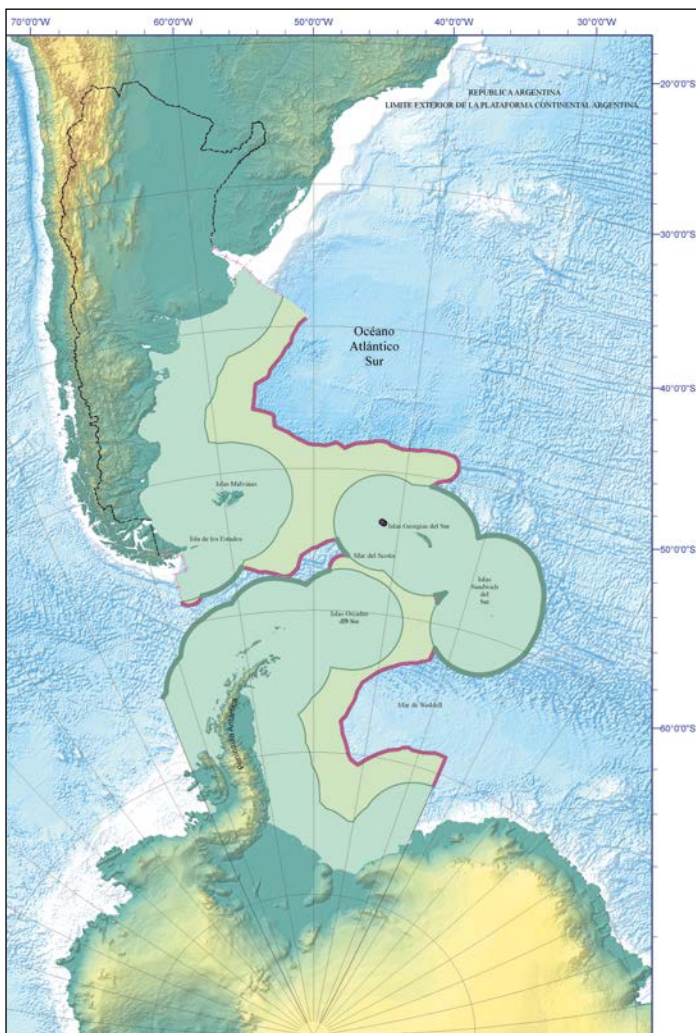 70°0'0"W
60°0'0"W
50°0'0"W
40°0'0"W
30°0'0"W
20°0'0"S
REPUBLICA ARGENTINA
LIMITE EXTERIOR DE LA PLATAFORMA CONTINENTAL ARGENTINA
30°0'0"S
Océano
Atlántico
Sur
40°0'0"S
Islas Malvinas
Isla de los Estados
Islas Georgias del Sur
50°0'0"S
Mar del Scotia
Islas
Sandwich
del
Sur
Islas Orcadas
del Sur
Mar de Weddell
Península Antártica
60°0'0"S